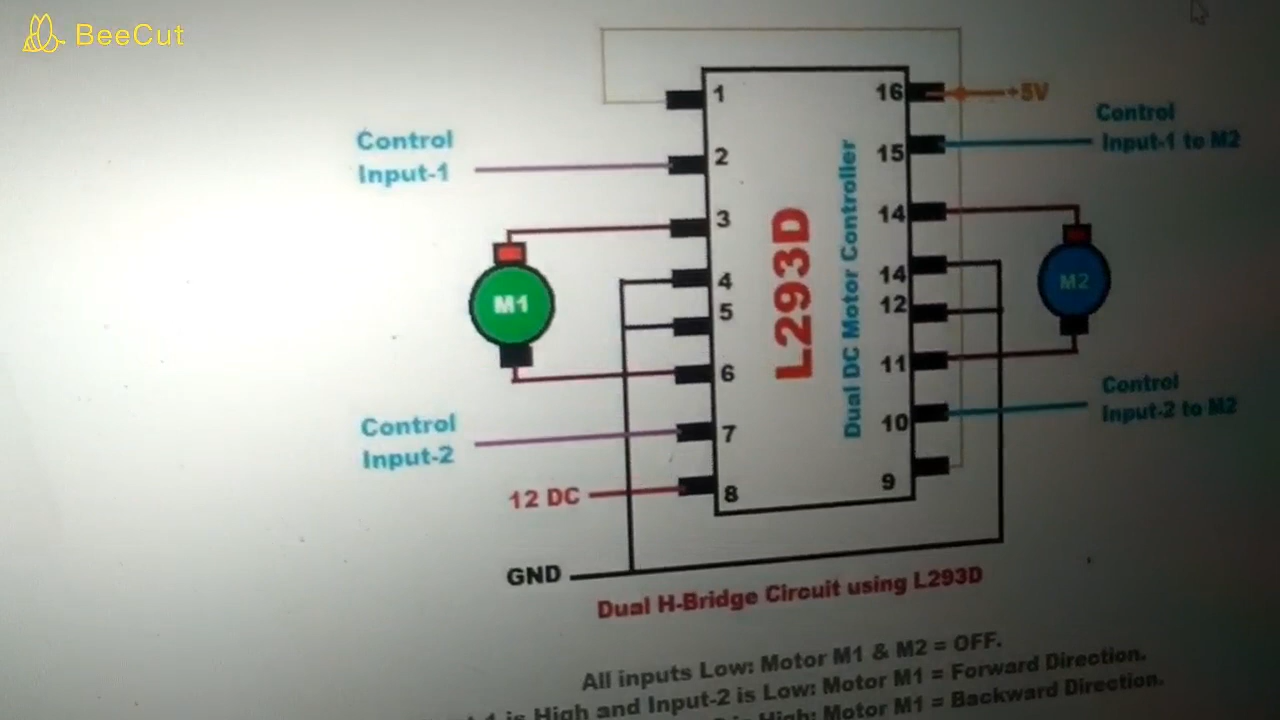 BeeCut
1
16
+5V
Control
Input-1
Control
Input-1 to M2
2
15
3
14
M1
M2
4
14
5
12
L293D
Dual DC Motor Controller
6
11
Control
Input-2
Control
Input-2 to M2
7
10
12 DC
8
9
GND
Dual H-Bridge Circuit using L293D
All inputs Low: Motor M1 & M2 = OFF.
is High and Input-2 is Low: Motor M1 = Forward Direction.
High: Motor M1 = Backward Direction.